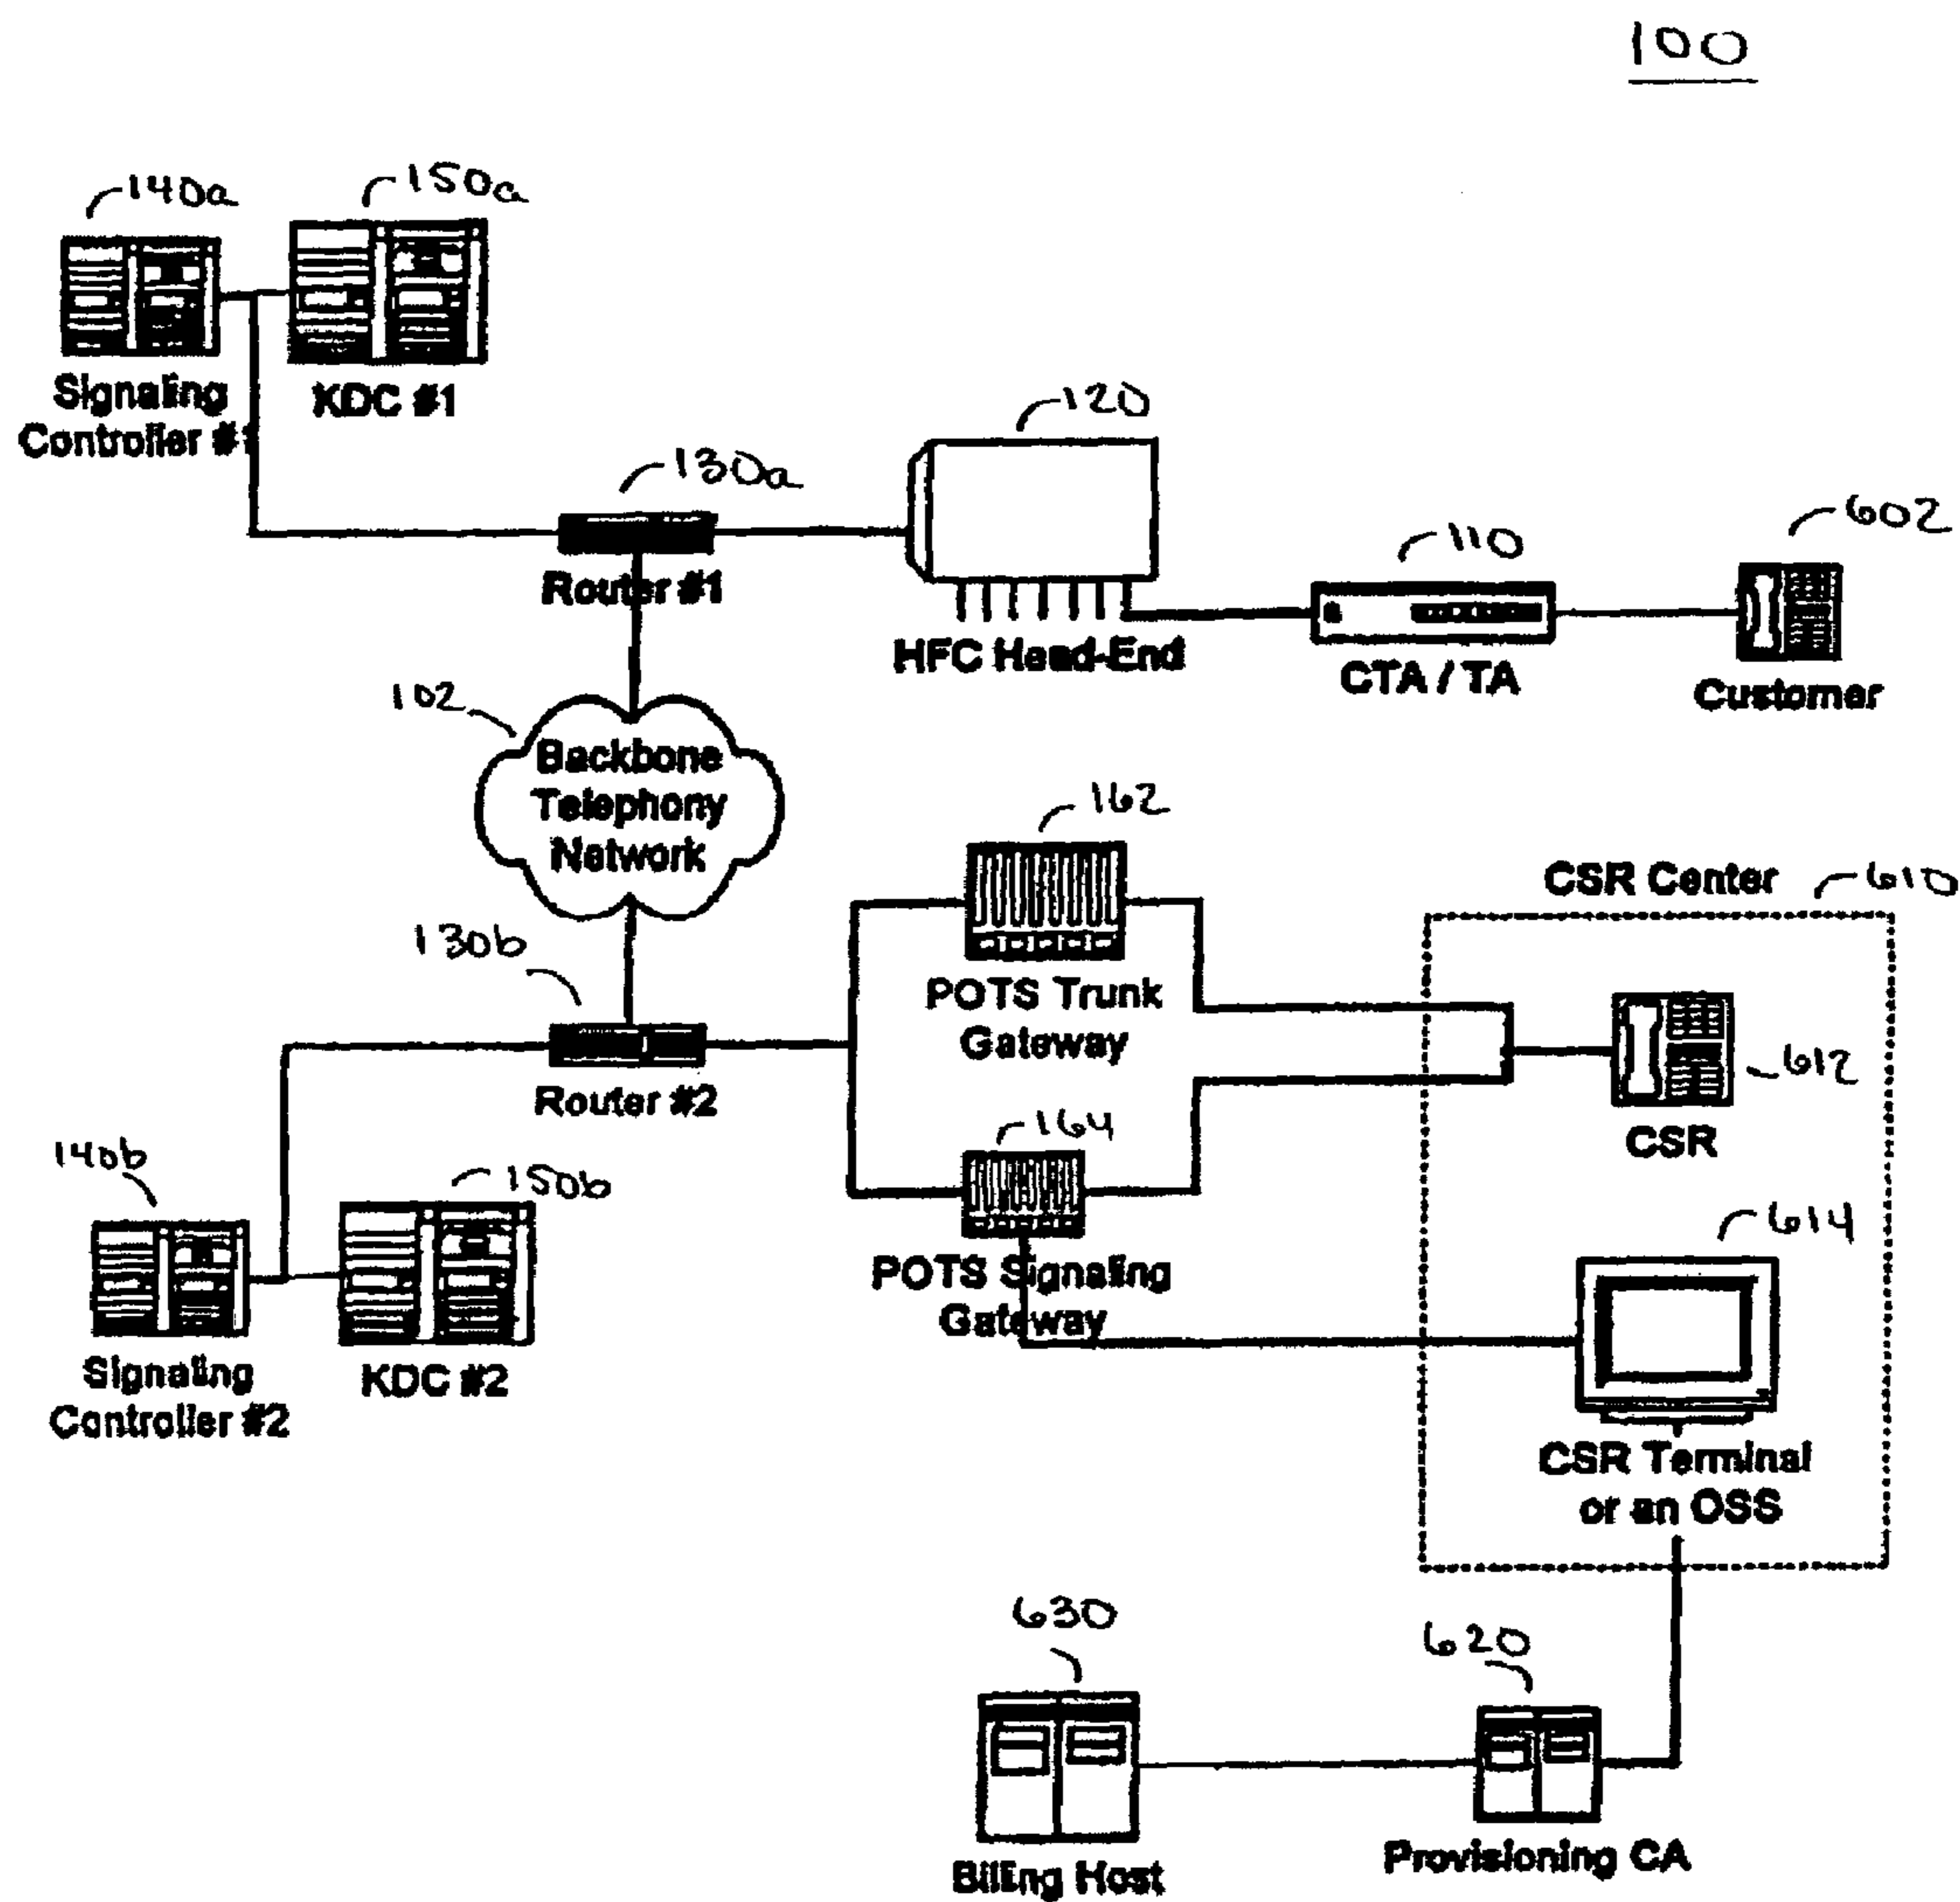 100
140a
150a
Signaling
Controller #1
KDC #1
120
130a
Router #1
HFC Head-End
110
CTA / TA
602
Customer
102
Backbone
Telephony
Network
162
POTS Trunk
Gateway
CSR Center
610
130b
Router #2
612
CSR
164
POTS Signaling
Gateway
140b
150b
Signaling
Controller #2
KDC #2
614
CSR Terminal
or an OSS
630
620
Billing Host
Provisioning CA